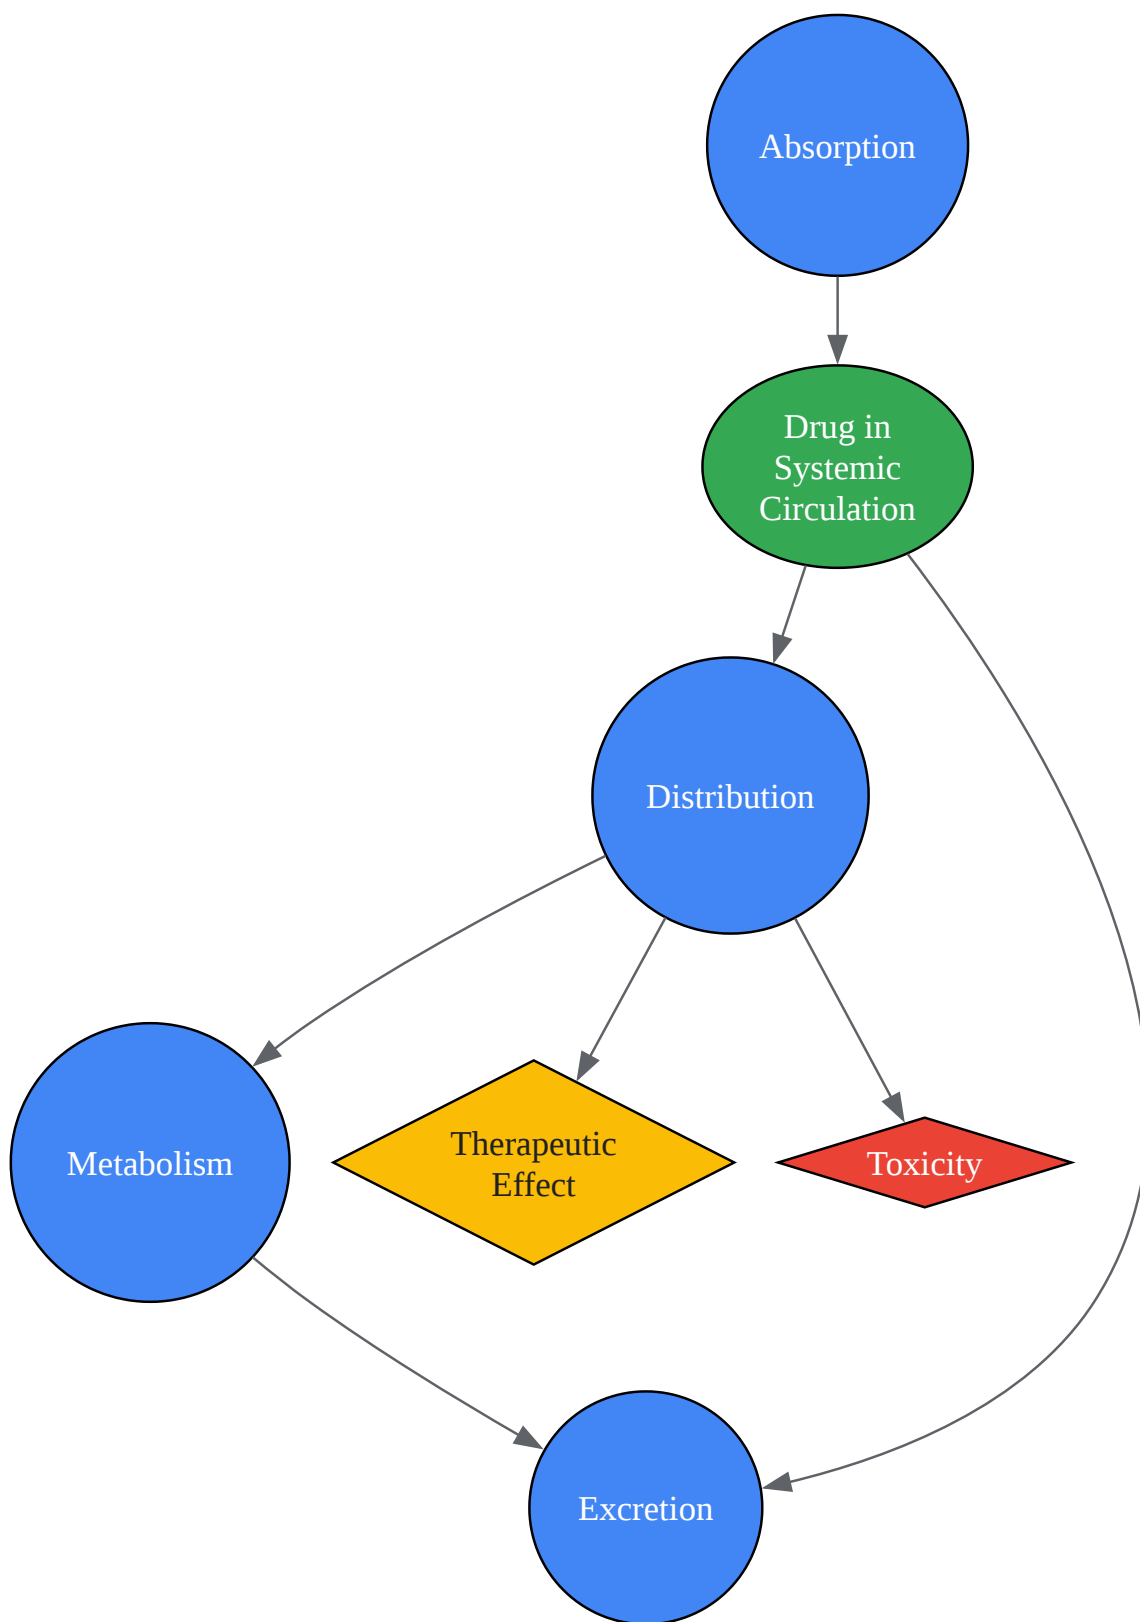 Absorption
Drug in
Systemic
Circulation
Distribution
Metabolism
Therapeutic
Effect
Toxicity
Excretion